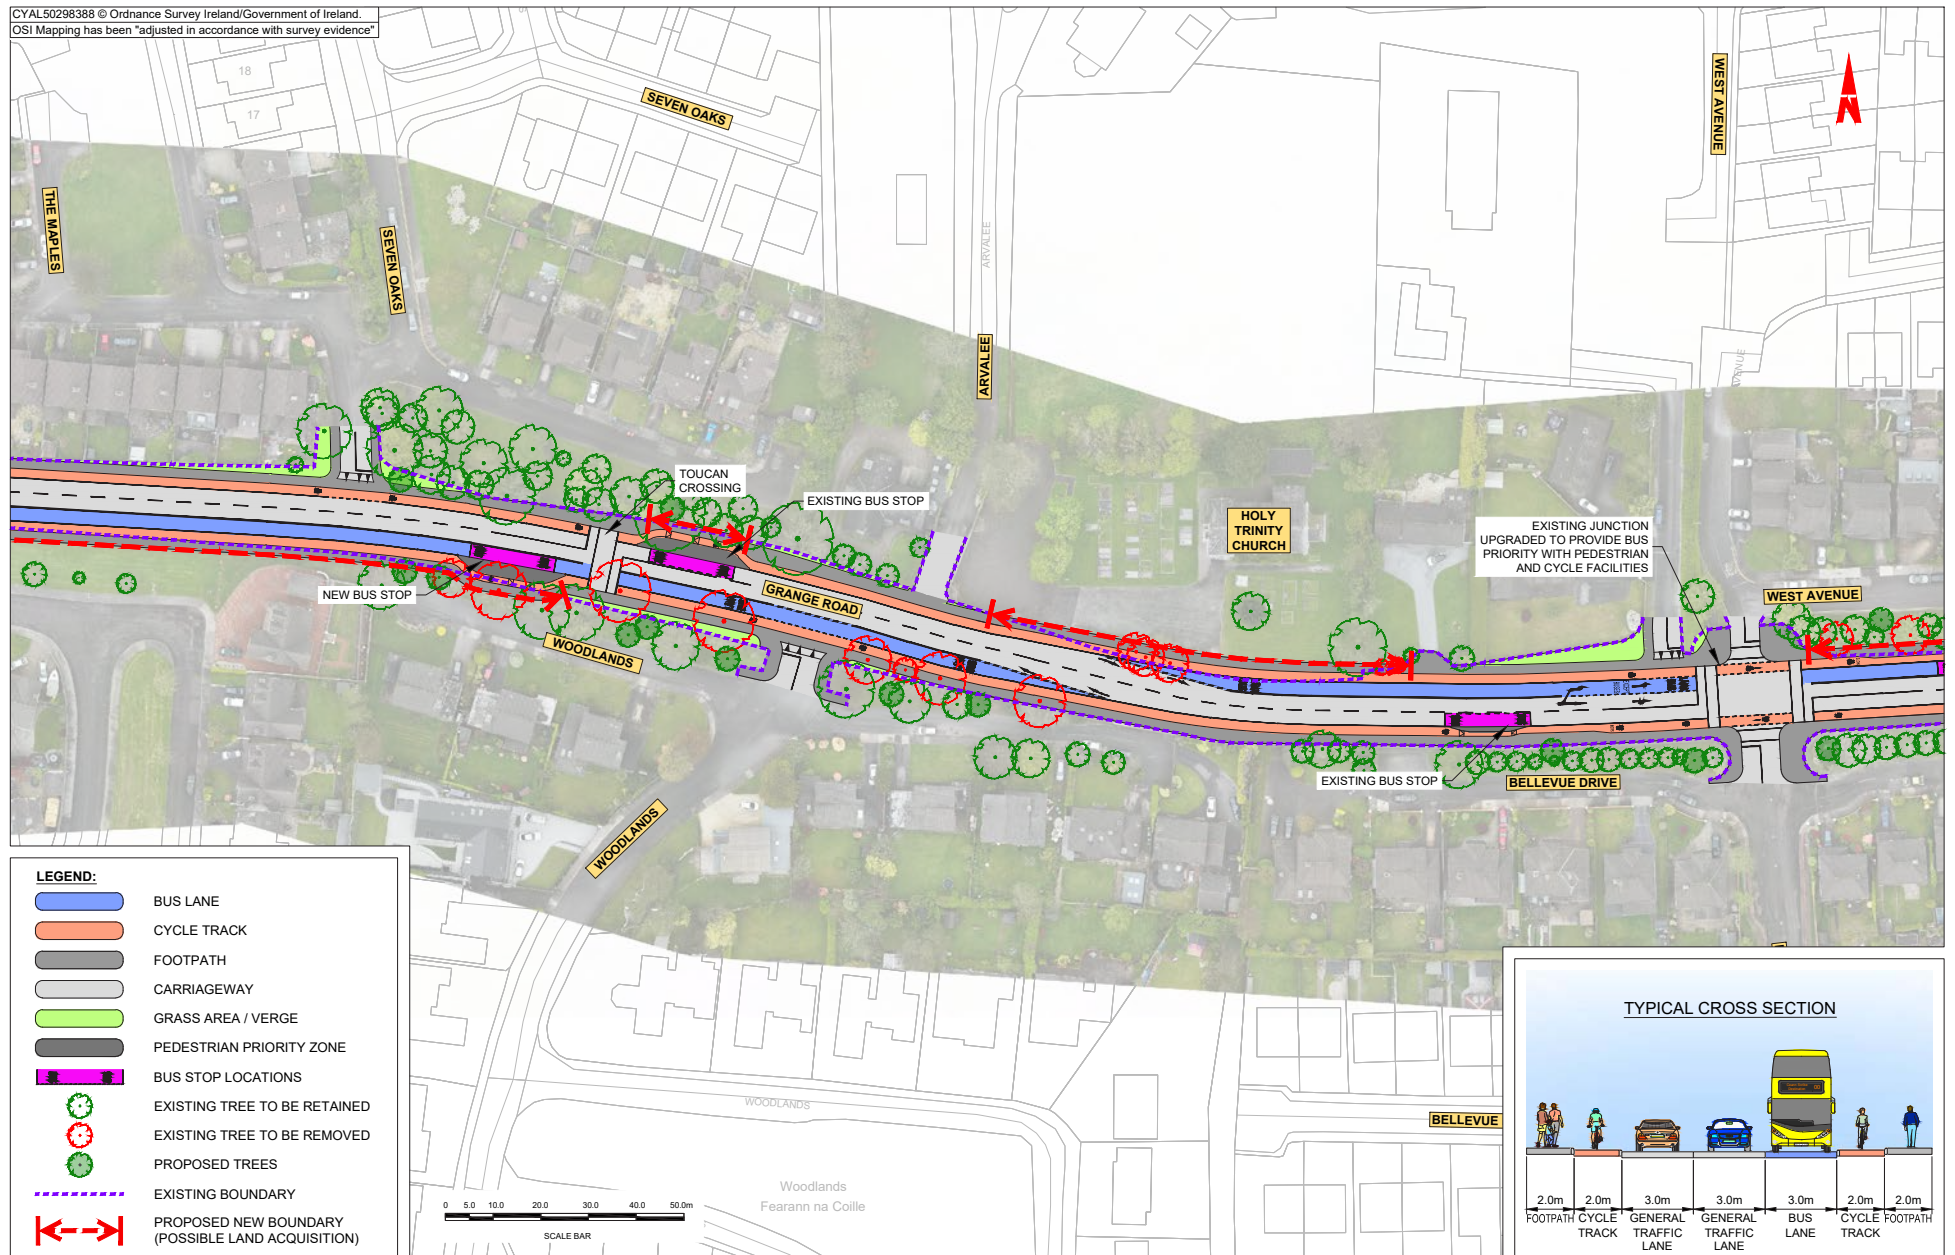 CYAL50298388 © Ordnance Survey Ireland/Government of Ireland.
OSI Mapping has been "adjusted in accordance with survey evidence"
18
17
SEVEN OAKS
WEST AVENUE
N
THE MAPLES
SEVEN OAKS
ARVALEE
ARVALEE
TOUCAN
CROSSING
EXISTING BUS STOP
HOLY
TRINITY
CHURCH
EXISTING JUNCTION
UPGRADED TO PROVIDE BUS
PRIORITY WITH PEDESTRIAN
AND CYCLE FACILITIES
NEW BUS STOP
GRANGE ROAD
WEST AVENUE
WOODLANDS
EXISTING BUS STOP
BELLEVUE DRIVE
WOODLANDS
LEGEND:
BUS LANE
CYCLE TRACK
FOOTPATH
CARRIAGEWAY
GRASS AREA / VERGE
PEDESTRIAN PRIORITY ZONE
BUS STOP LOCATIONS
EXISTING TREE TO BE RETAINED
EXISTING TREE TO BE REMOVED
PROPOSED TREES
EXISTING BOUNDARY
PROPOSED NEW BOUNDARY
(POSSIBLE LAND ACQUISITION)
WOODLANDS
BELLEVUE
Woodlands
Fearann na Coille
0 5.0 10.0 20.0 30.0 40.0 50.0m
SCALE BAR
TYPICAL CROSS SECTION
2.0m 2.0m 3.0m 3.0m 3.0m 2.0m 2.0m
FOOTPATH CYCLE TRACK GENERAL TRAFFIC LANE GENERAL TRAFFIC LANE BUS LANE CYCLE TRACK FOOTPATH